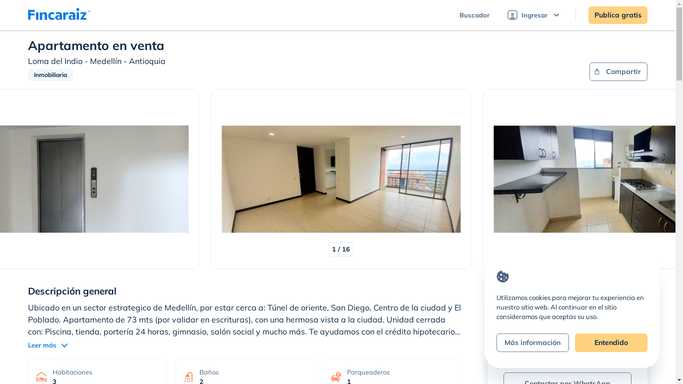 Fincaraiz
Buscador
Ingresar
Publica gratis
Apartamento en venta
Loma del Indio - Medellín - Antioquia
Inmobiliaria
Compartir
1 / 16
Descripción general
Ubicado en un sector estrategico de Medellín, por estar cerca a: Túnel de oriente, San Diego, Centro de la ciudad y El
Poblado. Apartamento de 73 mts (por validar en escrituras), con una hermosa vista a la ciudad. Unidad cerrada
con: Piscina, tienda, portería 24 horas, gimnasio, salón social y mucho más. Te ayudamos con el crédito hipotecario...
Leer más
Habitaciones
3
Baños
2
Parqueaderos
1
Utilizamos cookies para mejorar tu experiencia en
nuestro sitio web. Al continuar en el sitio
consideramos que aceptas su uso.
Más información
Entendido
Contactar por WhatsApp